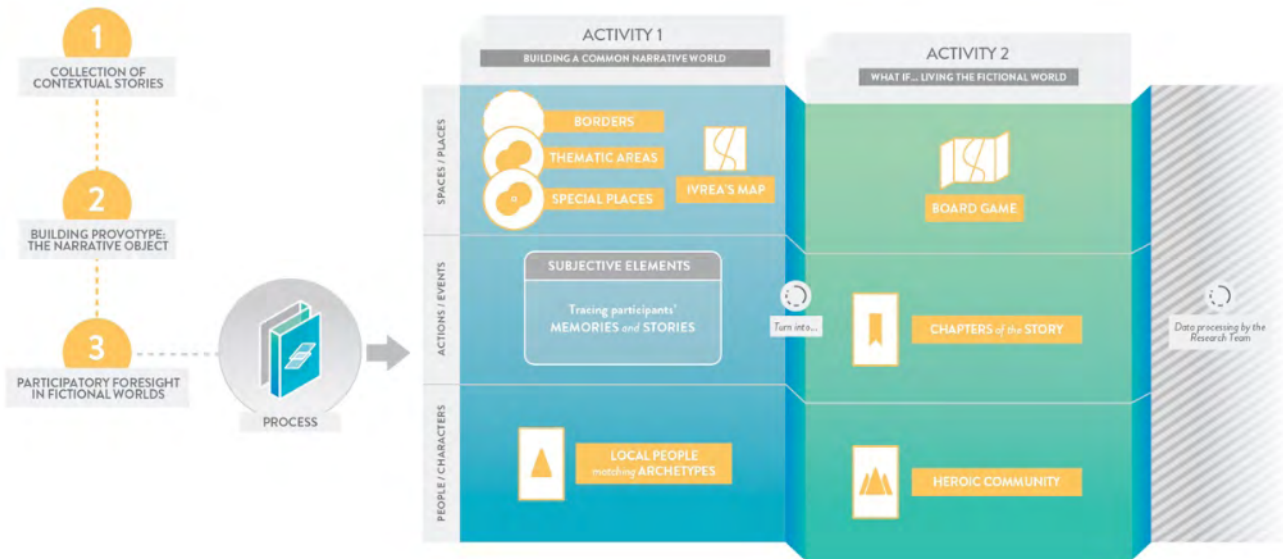 1
COLLECTION OF
CONTEXTUAL STORIES
2
BUILDING PROVOTYPE:
THE NARRATIVE OBJECT
3
PARTICIPATORY FORESIGHT
IN FICTIONAL WORLDS
PROCESS
ACTIVITY 1
BUILDING A COMMON NARRATIVE WORLD
SPACES / PLACES
BORDERS
THEMATIC AREAS
SPECIAL PLACES
IVREA'S MAP
ACTIONS / EVENTS
SUBJECTIVE ELEMENTS
Tracing participants'
MEMORIES and STORIES
PEOPLE / CHARACTERS
LOCAL PEOPLE
matching ARCHETYPES
Turn into...
ACTIVITY 2
WHAT IF... LIVING THE FICTIONAL WORLD
BOARD GAME
CHAPTERS of the STORY
HEROIC COMMUNITY
Data processing by the
Research Team